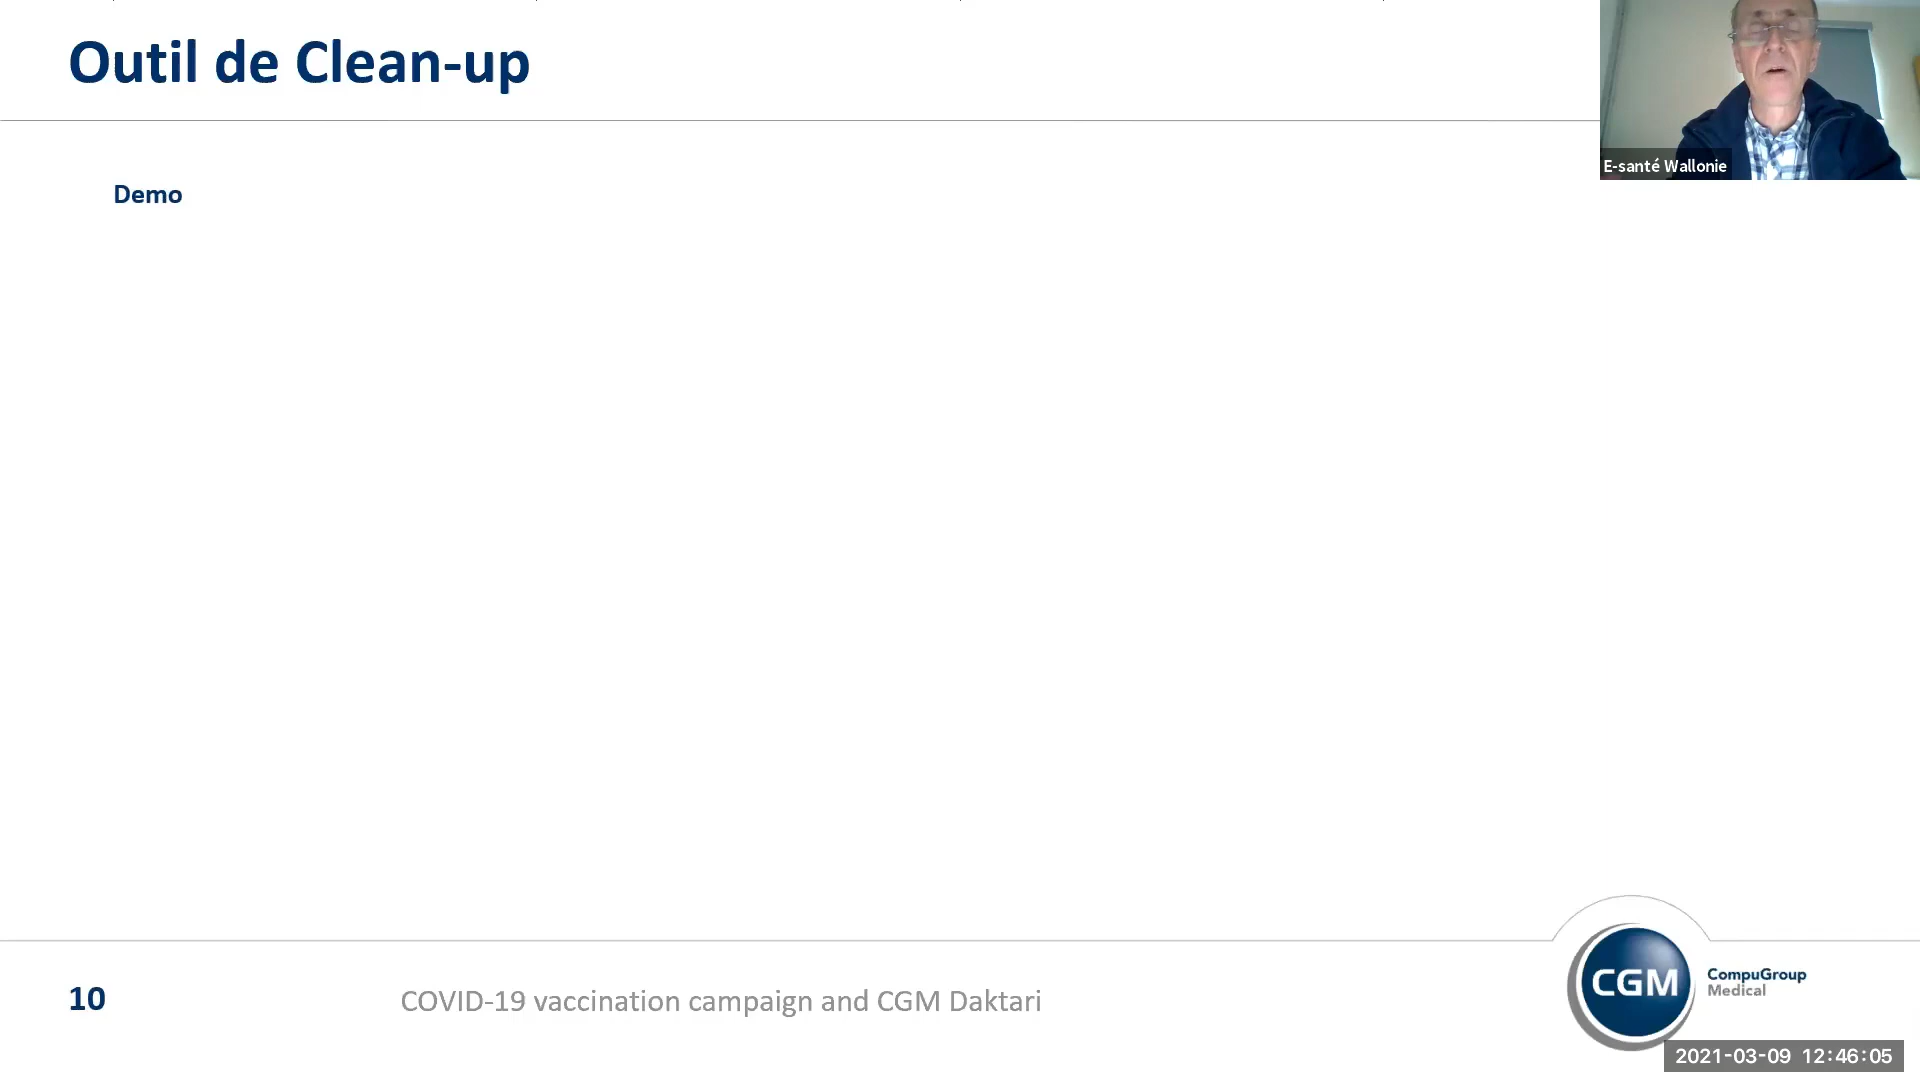 Outil de Clean-up
E-santé Wallonie
Demo
10
COVID-19 vaccination campaign and CGM Daktari
CGM
CompuGroup
Medical
2021-03-09 12:46:05